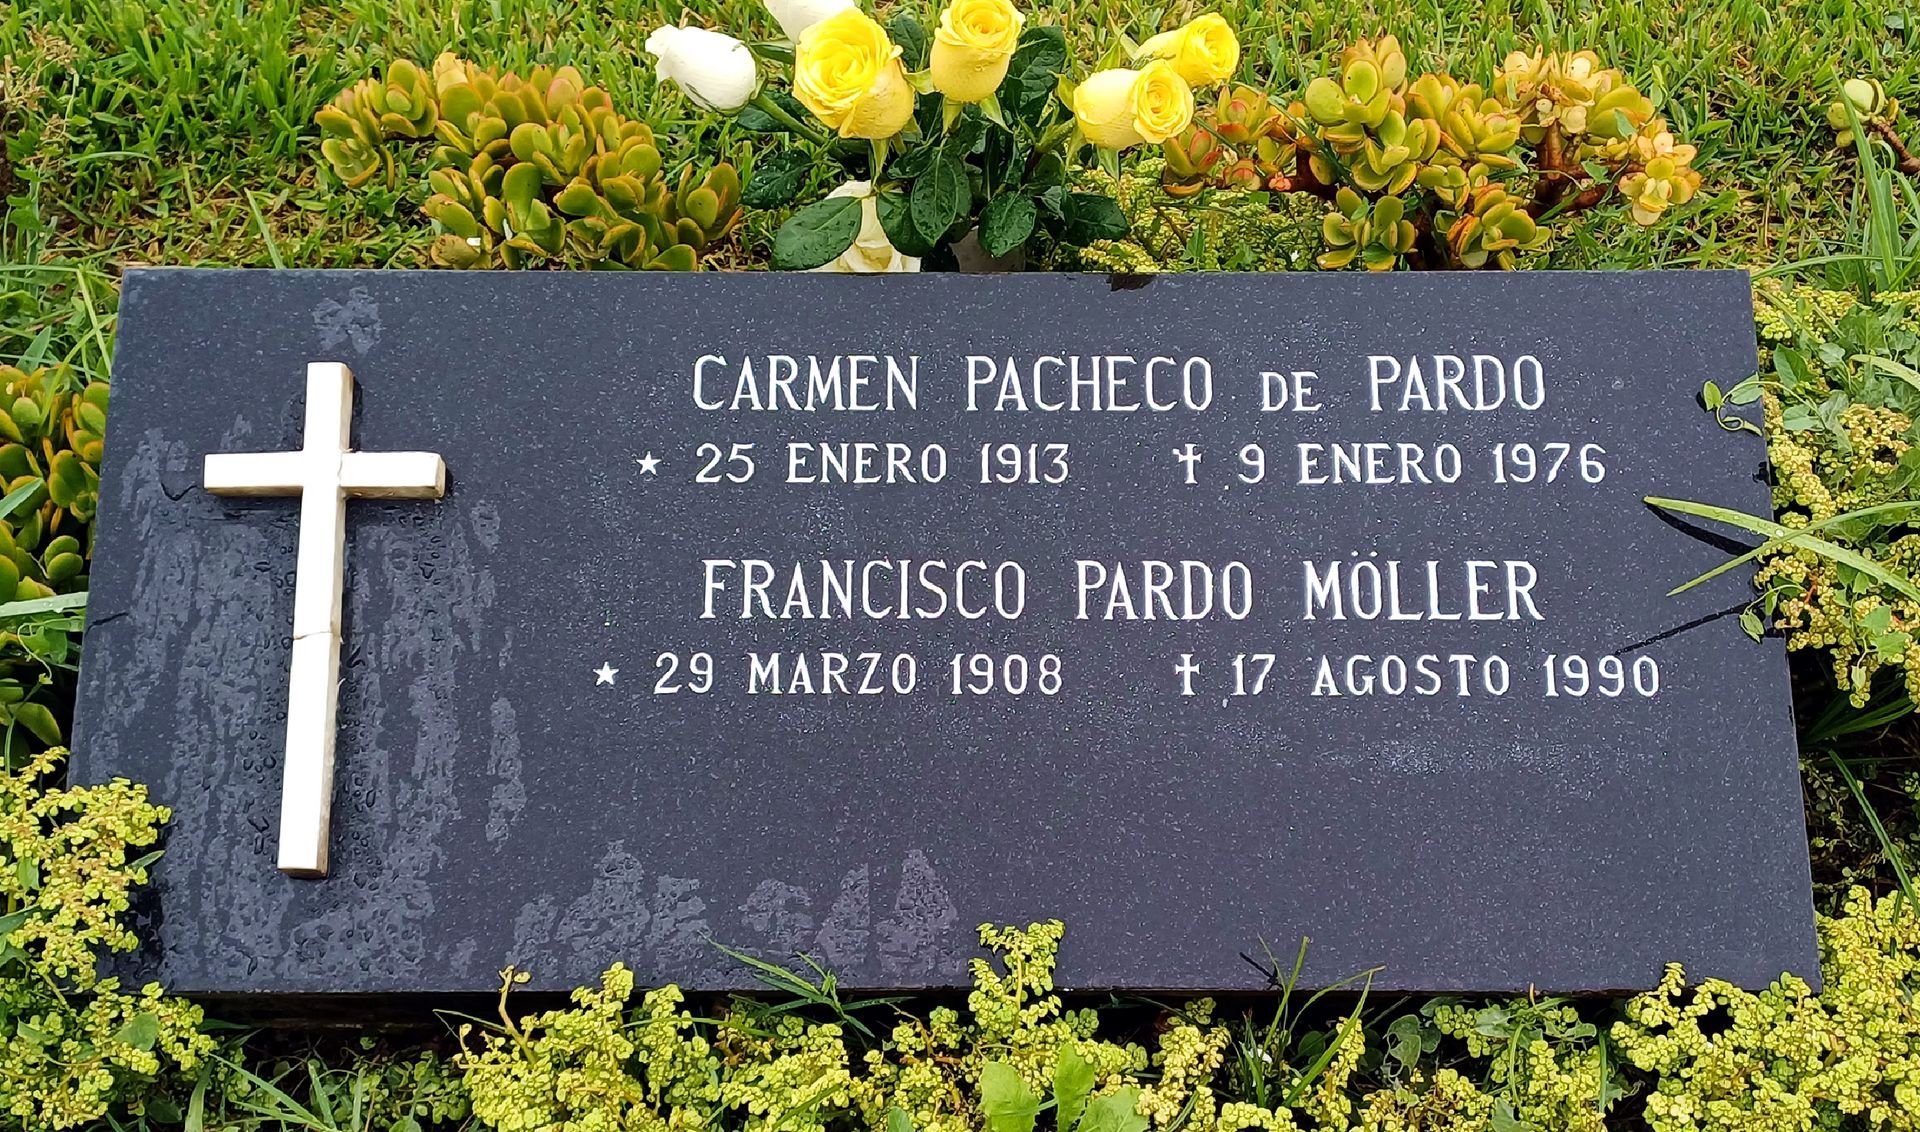 CARMEN PACHECO DE PARDO
★ 25 ENERO 1913 ✝ 9 ENERO 1976
FRANCISCO PARDO MÖLLER
★ 29 MARZO 1908 ✝ 17 AGOSTO 1990